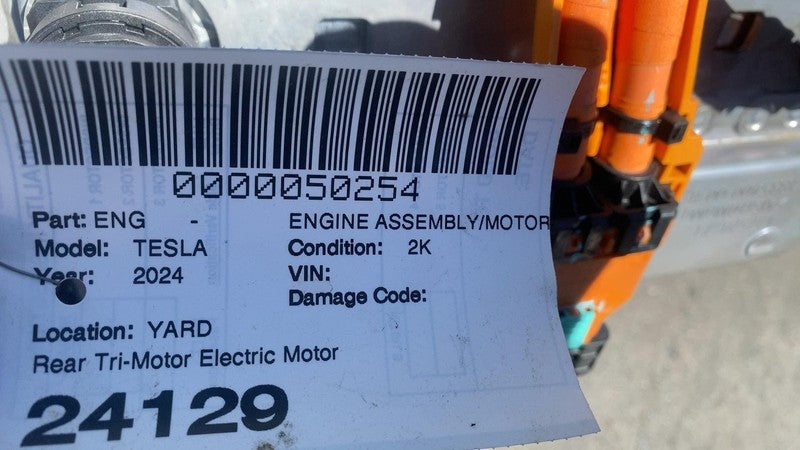 0000050254
Part: ENG - ENGINE ASSEMBLY/MOTOR
Model: TESLA Condition: 2K
Year: 2024 VIN:
Damage Code:
Location: YARD
Rear Tri-Motor Electric Motor
24129